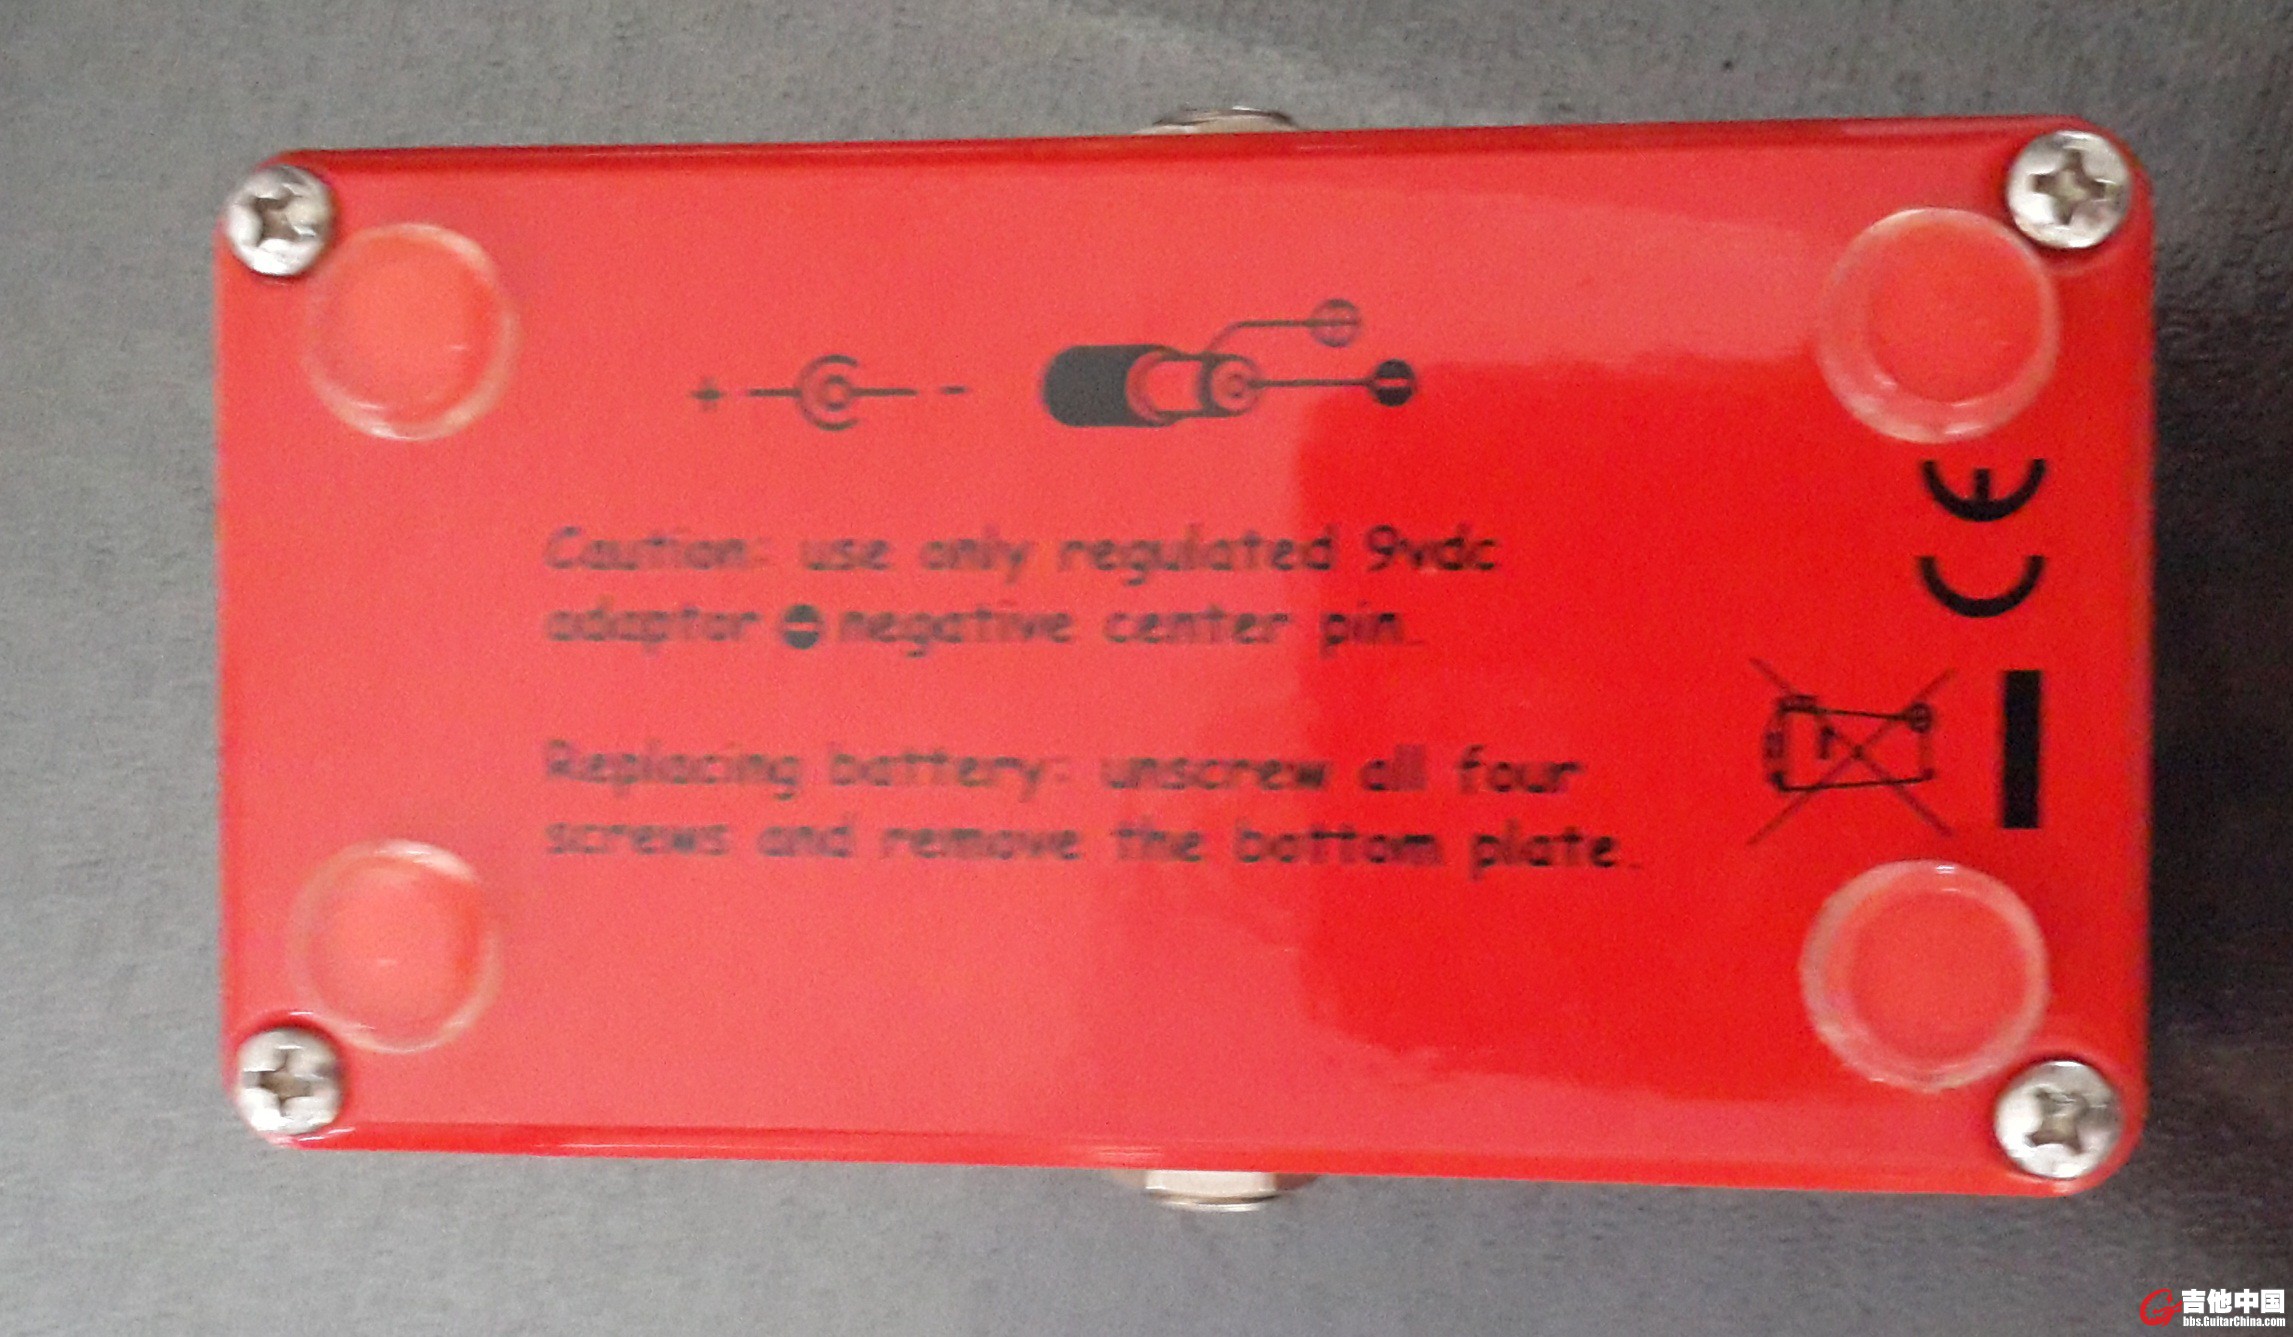 + -
Caution: use only regulated 9vdc
adaptor negative center pin.
Replacing battery: unscrew all four
screws and remove the bottom plate.
CE
吉他中国
bbs.GuitarChina.com